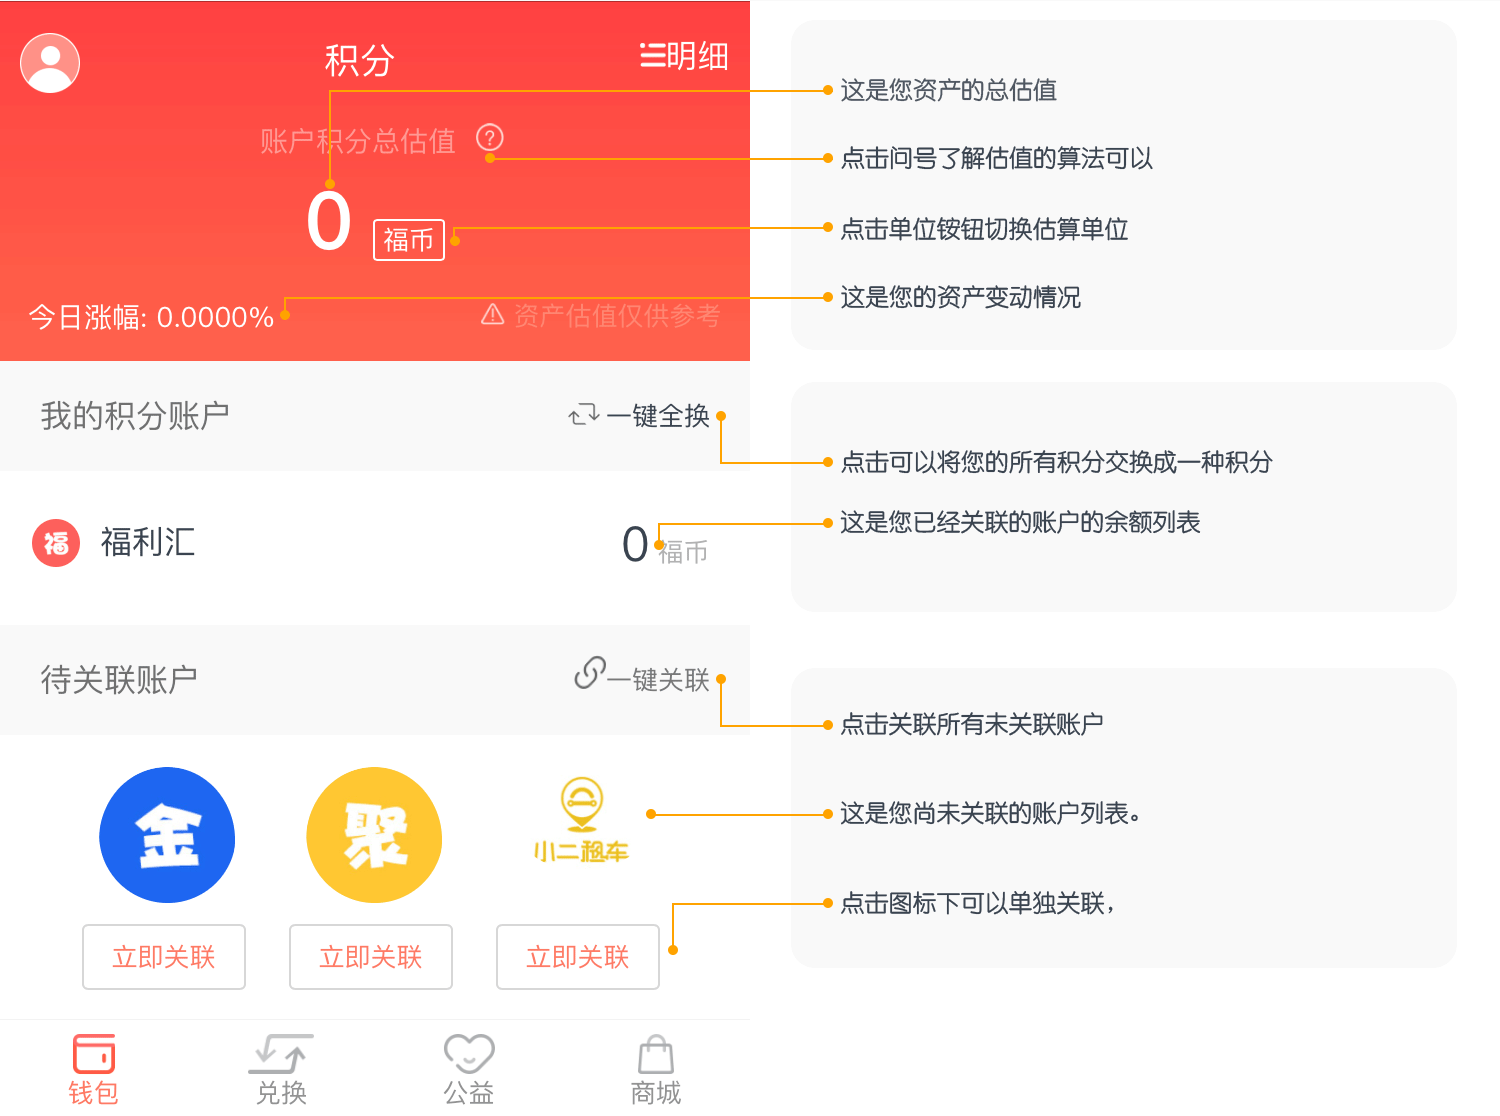 积分
明细
账户积分总估值 ?
0 福币
今日涨幅: 0.0000%
资产估值仅供参考
这是您资产的总估值
点击问号了解估值的算法可以
点击单位按钮切换估算单位
这是您的资产变动情况
我的积分账户
一键全换
福 福利汇
0 福币
点击可以将您的所有积分交换成一种积分
这是您已经关联的账户的余额列表
待关联账户
一键关联
点击关联所有未关联账户
金
聚
小二租车
这是您尚未关联的账户列表。
立即关联
立即关联
立即关联
点击图标下可以单独关联，
钱包
兑换
公益
商城